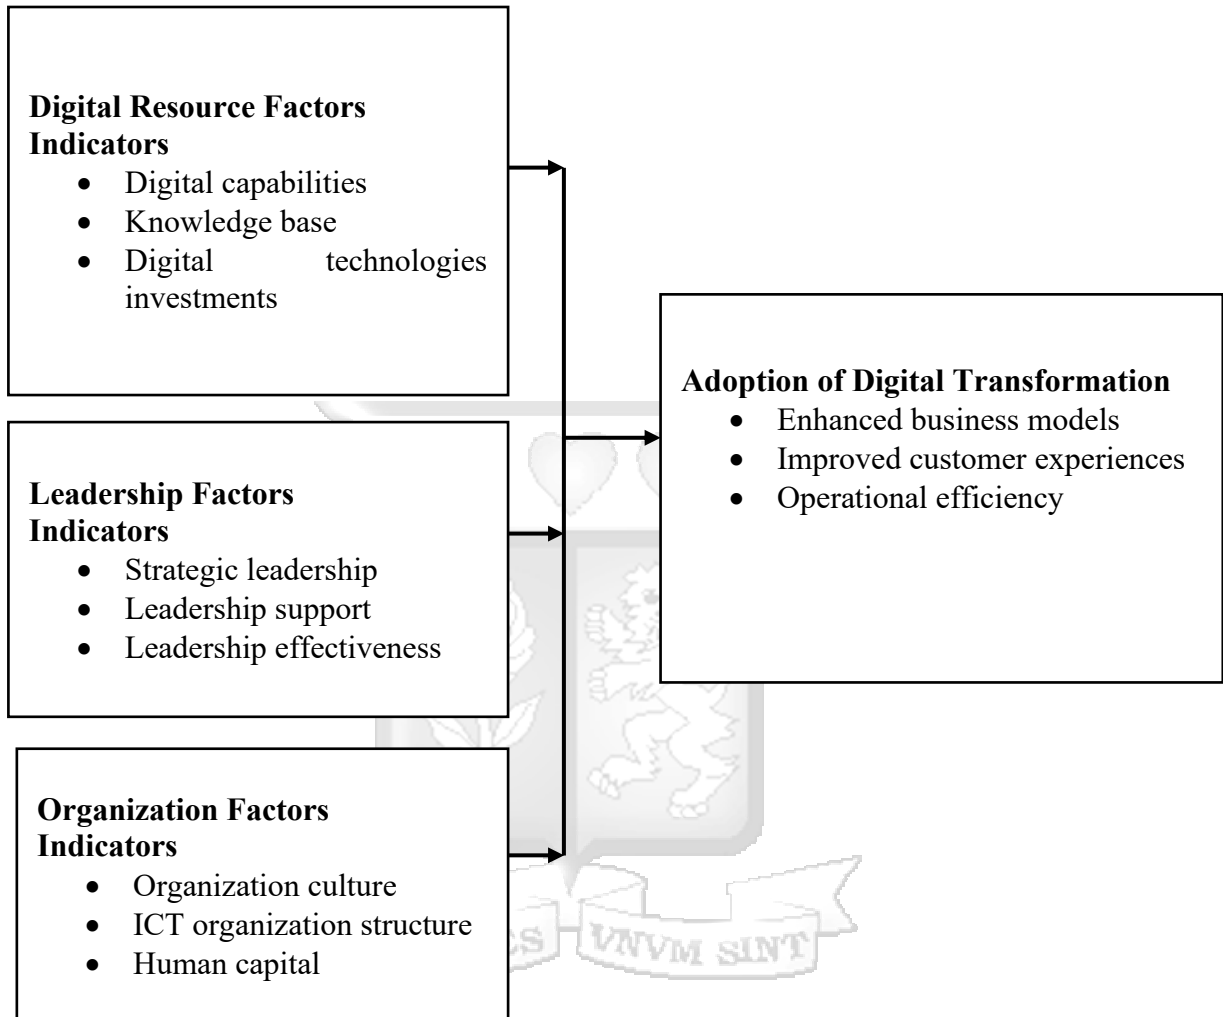 Digital Resource Factors
Indicators
• Digital capabilities
• Knowledge base
• Digital technologies
investments
Leadership Factors
Indicators
• Strategic leadership
• Leadership support
• Leadership effectiveness
Organization Factors
Indicators
• Organization culture
• ICT organization structure
• Human capital
Adoption of Digital Transformation
• Enhanced business models
• Improved customer experiences
• Operational efficiency
VNVM SINT